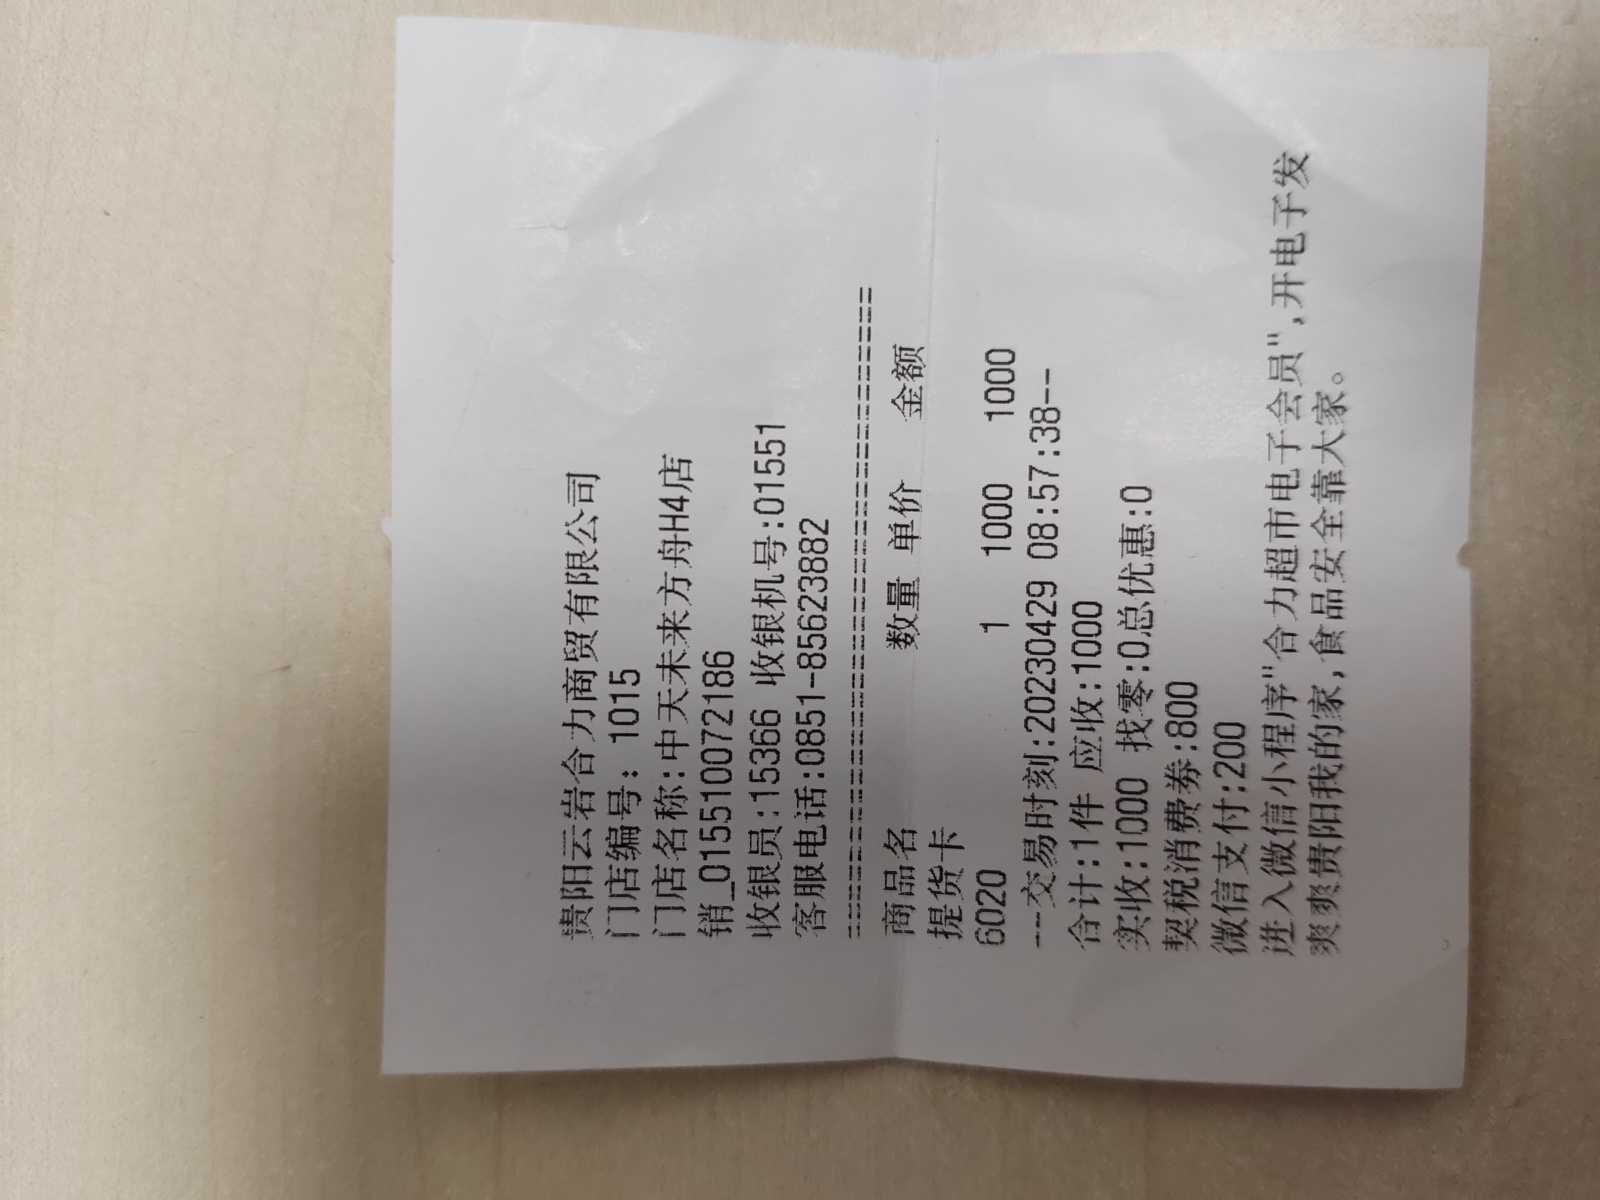 贵阳云岩合力商贸有限公司
门店编号: 1015
门店名称:中天未来方舟H4店
销_015510072186
收银员:15366 收银机号:01551
客服电话:0851-85623882
================================
商品名 数量 单价 金额
提货卡
6020 1 1000 1000
---交易时刻:20230429 08:57:38--
合计:1件 应收:1000
实收:1000 找零:0总优惠:0
契税消费券:800
微信支付:200
进入微信小程序"合力超市电子会员",开电子发
爽爽贵阳我的家,食品安全靠大家。